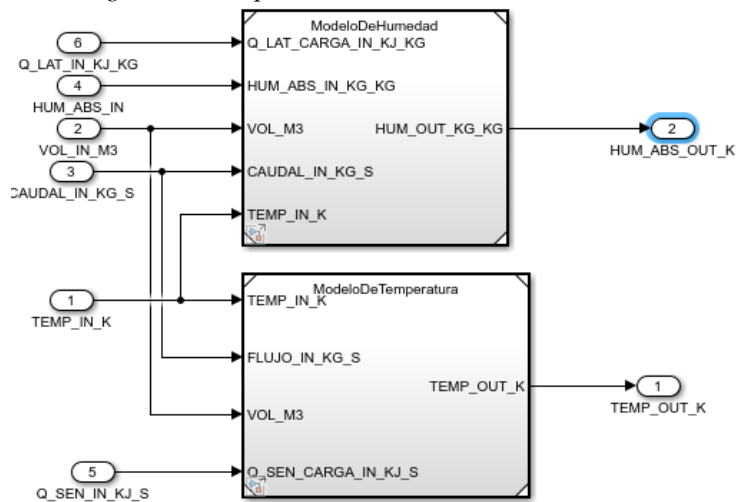 ModeloDeHumedad
6
Q_LAT_IN_KJ_KG
Q_LAT_CARGA_IN_KJ_KG
4
HUM_ABS_IN
HUM_ABS_IN_KG_KG
2
VOL_IN_M3
VOL_M3
HUM_OUT_KG_KG
2
HUM_ABS_OUT_K
3
CAUDAL_IN_KG_S
CAUDAL_IN_KG_S
TEMP_IN_K
ModeloDeTemperatura
1
TEMP_IN_K
TEMP_IN_K
FLUJO_IN_KG_S
TEMP_OUT_K
1
TEMP_OUT_K
VOL_M3
5
Q_SEN_IN_KJ_S
Q_SEN_CARGA_IN_KJ_S